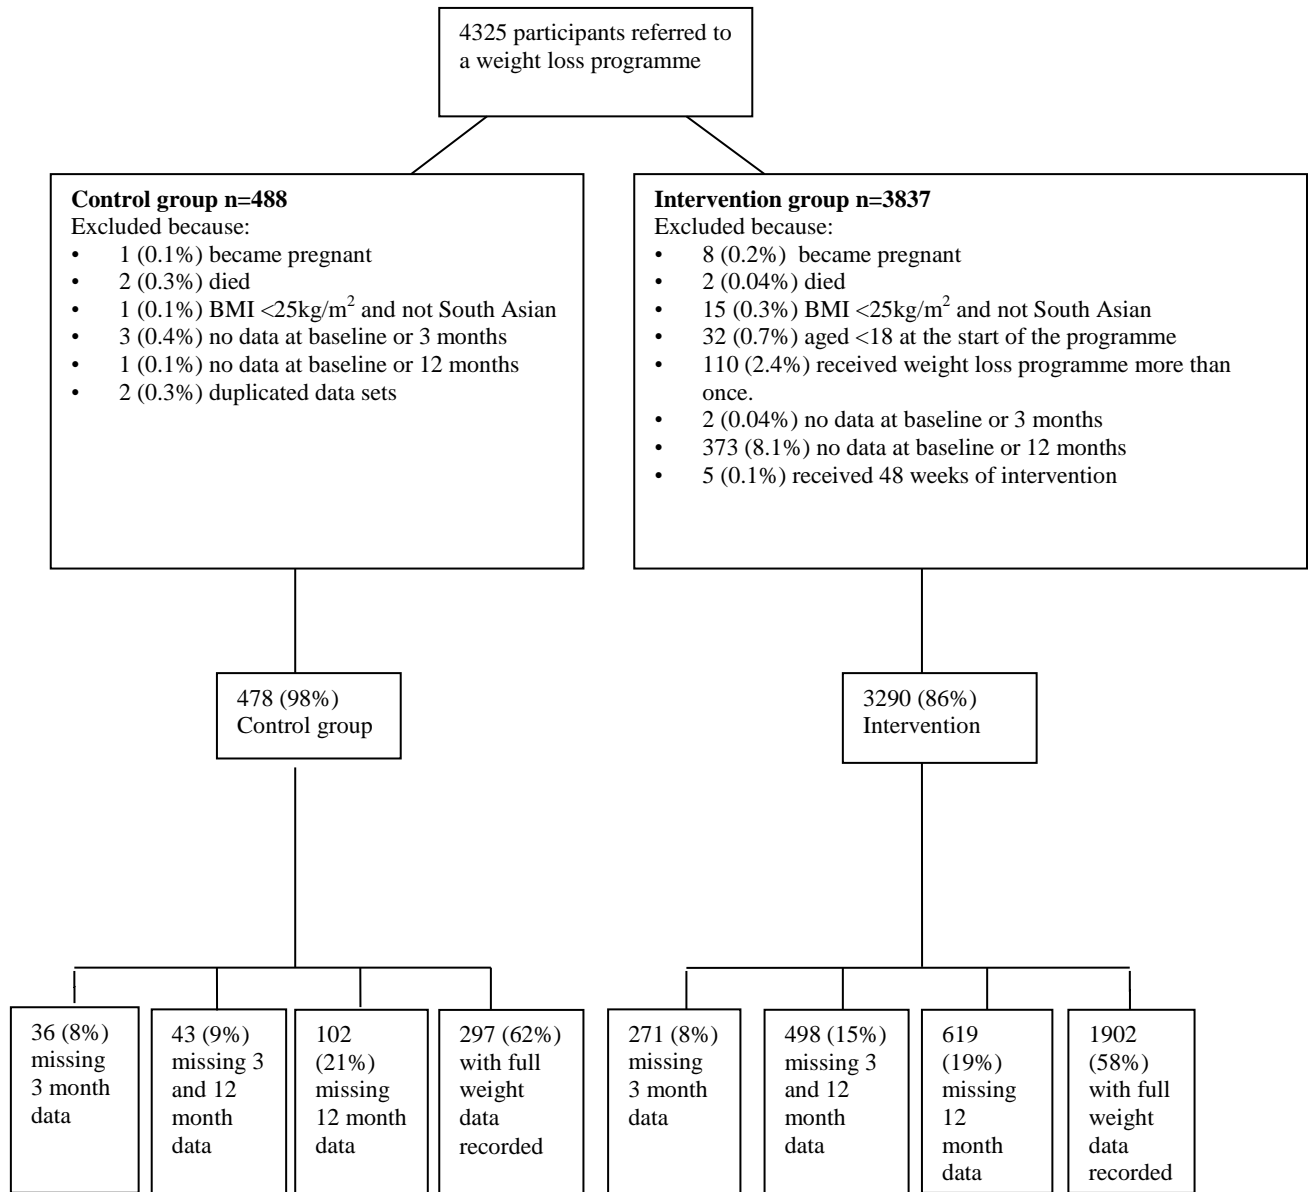 4325 participants referred to
a weight loss programme
Control group n=488
Excluded because:
• 1 (0.1%) became pregnant
• 2 (0.3%) died
• 1 (0.1%) BMI <25kg/m² and not South Asian
• 3 (0.4%) no data at baseline or 3 months
• 1 (0.1%) no data at baseline or 12 months
• 2 (0.3%) duplicated data sets
Intervention group n=3837
Excluded because:
• 8 (0.2%) became pregnant
• 2 (0.04%) died
• 15 (0.3%) BMI <25kg/m² and not South Asian
• 32 (0.7%) aged <18 at the start of the programme
• 110 (2.4%) received weight loss programme more than
once.
• 2 (0.04%) no data at baseline or 3 months
• 373 (8.1%) no data at baseline or 12 months
• 5 (0.1%) received 48 weeks of intervention
478 (98%)
Control group
3290 (86%)
Intervention
36 (8%)
missing
3 month
data
43 (9%)
missing 3
and 12
month
data
102
(21%)
missing
12 month
data
297 (62%)
with full
weight
data
recorded
271 (8%)
missing
3 month
data
498 (15%)
missing 3
and 12
month
data
619
(19%)
missing
12
month
data
1902
(58%)
with full
weight
data
recorded